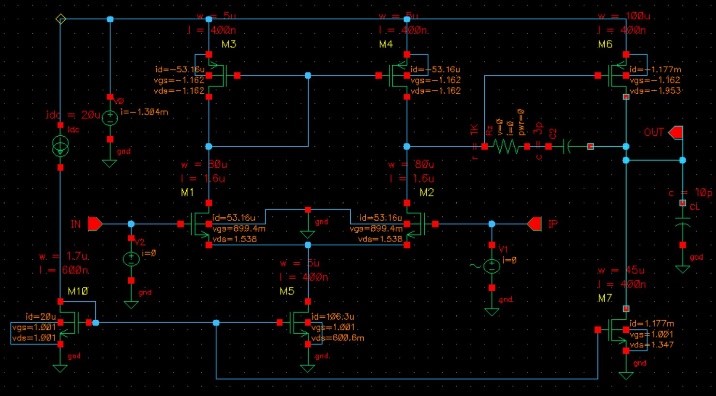 w = 5u
l = 400n
M3
id=-53.16u
vgs=-1.162
vds=-1.162
w = 5u
l = 400n
M4
id=-53.16u
vgs=-1.162
vds=-1.162
w = 100u
l = 400n
M6
id=-1.177m
vgs=-1.162
vds=-1.953
idc = 20u
idc
V0
i=-1.304m
gnd
r = 1K
R2
v=0
i=0
pwr=0
c = 3p
C2
OUT
w = 80u
l = 1.6u
M1
id=53.16u
vgs=899.4m
vds=1.538
gnd
w = 80u
l = 1.6u
M2
id=53.16u
vgs=899.4m
vds=1.538
c = 10p
CL
gnd
IN
V2
i=0
gnd
IP
V1
i=0
gnd
w = 1.7u
l = 600n
M10
id=20u
vgs=1.001
vds=1.001
gnd
l = 400n
M5
id=106.3u
vgs=1.001
vds=600.6m
gnd
w = 45u
l = 400n
M7
id=1.177m
vgs=1.001
vds=1.347
gnd